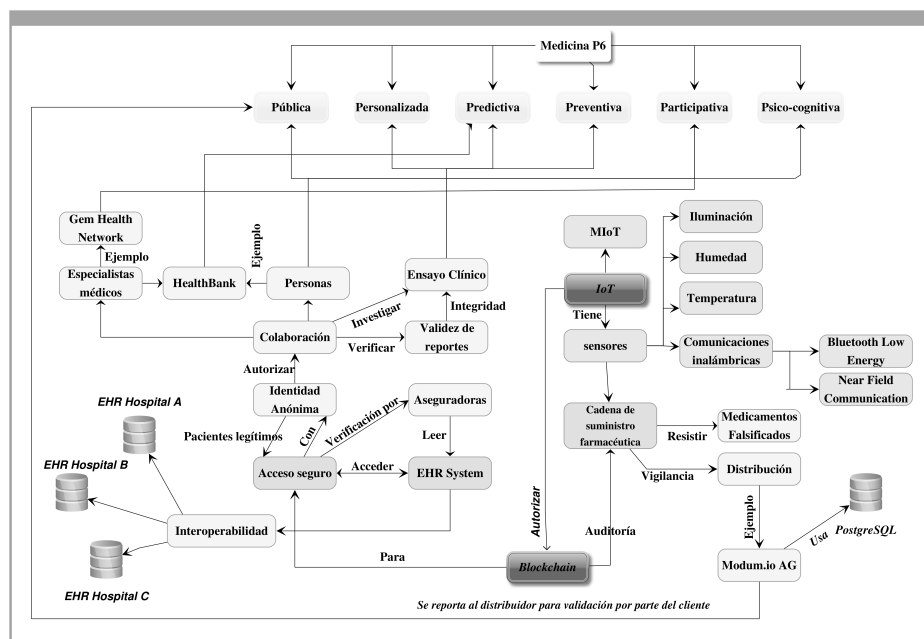 Medicina P6
Pública
Personalizada
Predictiva
Preventiva
Participativa
Psico-cognitiva
Gem Health
Network
Ejemplo
Especialistas
médicos
HealthBank
Ejemplo
Personas
Ensayo Clínico
Investigar
Integridad
Colaboración
Verificar
Validez de
reportes
Autorizar
Identidad
Anónima
Pacientes legítimos
Con
Verificación por
Aseguradoras
Leer
Acceso seguro
Acceder
EHR System
EHR Hospital A
EHR Hospital B
EHR Hospital C
Interoperabilidad
Para
MIoT
IoT
Tiene
sensores
Iluminación
Humedad
Temperatura
Comunicaciones
inalámbricas
Bluetooth Low
Energy
Near Field
Communication
Cadena de
suministro
farmacéutica
Resistir
Medicamentos
Falsificados
Vigilancia
Distribución
Autorizar
Auditoría
Ejemplo
Blockchain
Modum.io AG
Usa
PostgreSQL
Se reporta al distribuidor para validación por parte del cliente